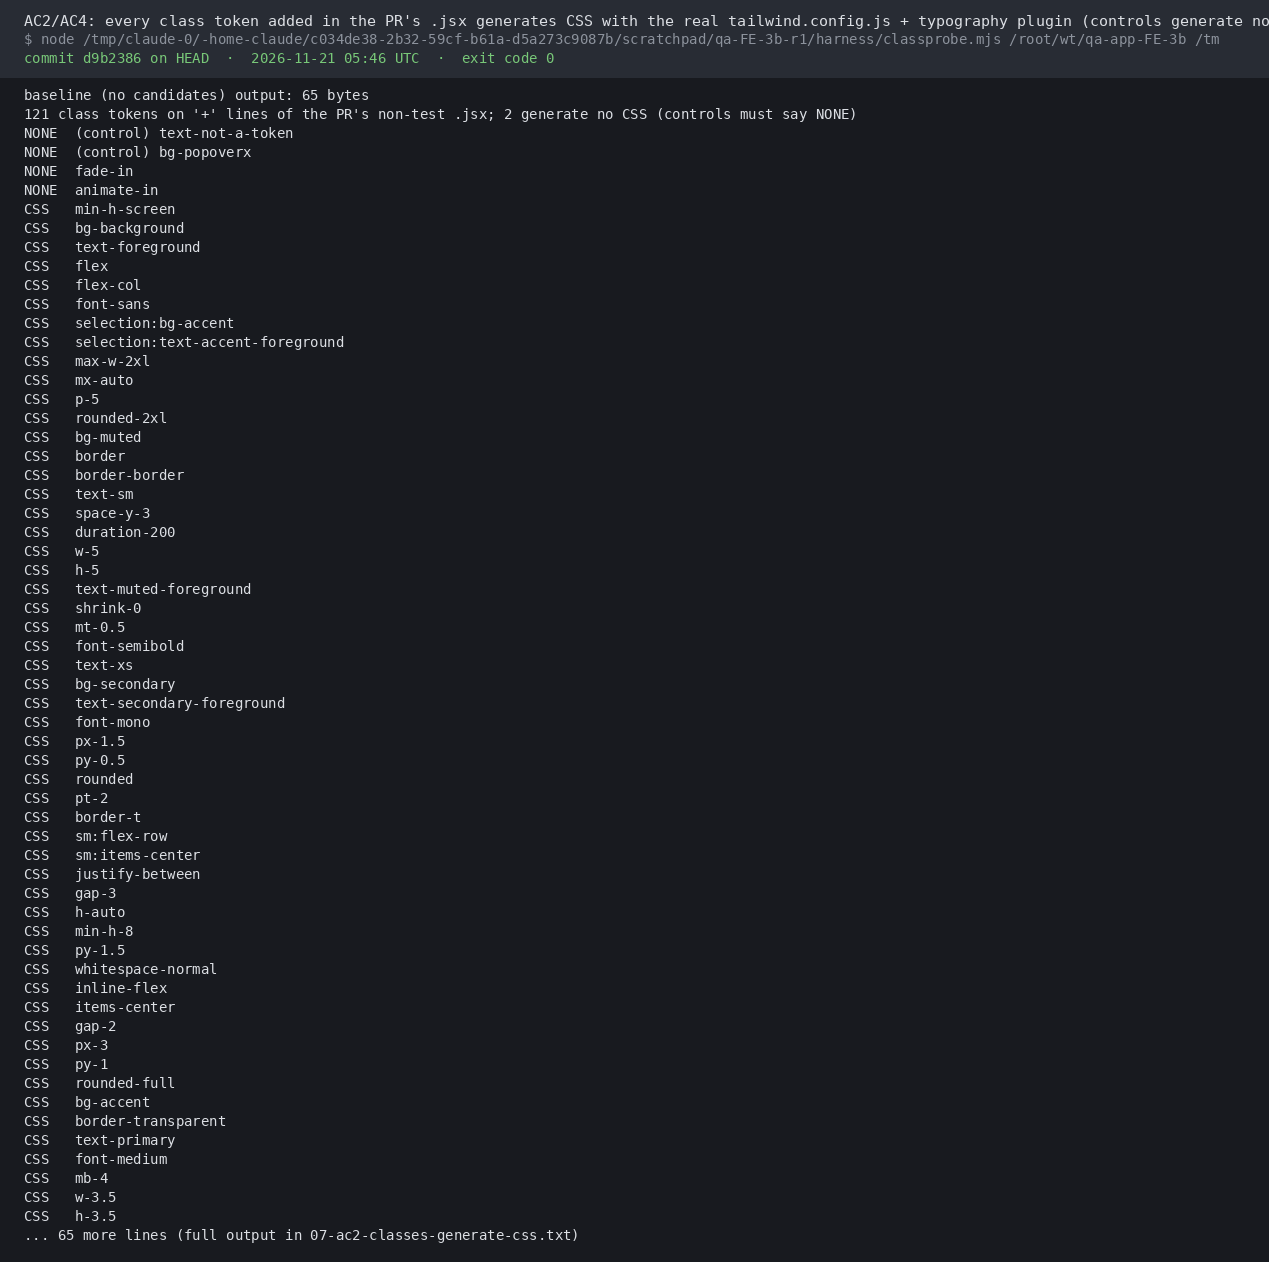 AC2/AC4: every class token added in the PR's .jsx generates CSS with the real tailwind.config.js + typography plugin (controls generate no
$ node /tmp/claude-0/-home-claude/c034de38-2b32-59cf-b61a-d5a273c9087b/scratchpad/qa-FE-3b-r1/harness/classprobe.mjs /root/wt/qa-app-FE-3b /tm
commit d9b2386 on HEAD · 2026-11-21 05:46 UTC · exit code 0
baseline (no candidates) output: 65 bytes
121 class tokens on '+' lines of the PR's non-test .jsx; 2 generate no CSS (controls must say NONE)
NONE (control) text-not-a-token
NONE (control) bg-popoverx
NONE fade-in
NONE animate-in
CSS min-h-screen
CSS bg-background
CSS text-foreground
CSS flex
CSS flex-col
CSS font-sans
CSS selection:bg-accent
CSS selection:text-accent-foreground
CSS max-w-2xl
CSS mx-auto
CSS p-5
CSS rounded-2xl
CSS bg-muted
CSS border
CSS border-border
CSS text-sm
CSS space-y-3
CSS duration-200
CSS w-5
CSS h-5
CSS text-muted-foreground
CSS shrink-0
CSS mt-0.5
CSS font-semibold
CSS text-xs
CSS bg-secondary
CSS text-secondary-foreground
CSS font-mono
CSS px-1.5
CSS py-0.5
CSS rounded
CSS pt-2
CSS border-t
CSS sm:flex-row
CSS sm:items-center
CSS justify-between
CSS gap-3
CSS h-auto
CSS min-h-8
CSS py-1.5
CSS whitespace-normal
CSS inline-flex
CSS items-center
CSS gap-2
CSS px-3
CSS py-1
CSS rounded-full
CSS bg-accent
CSS border-transparent
CSS text-primary
CSS font-medium
CSS mb-4
CSS w-3.5
CSS h-3.5
... 65 more lines (full output in 07-ac2-classes-generate-css.txt)